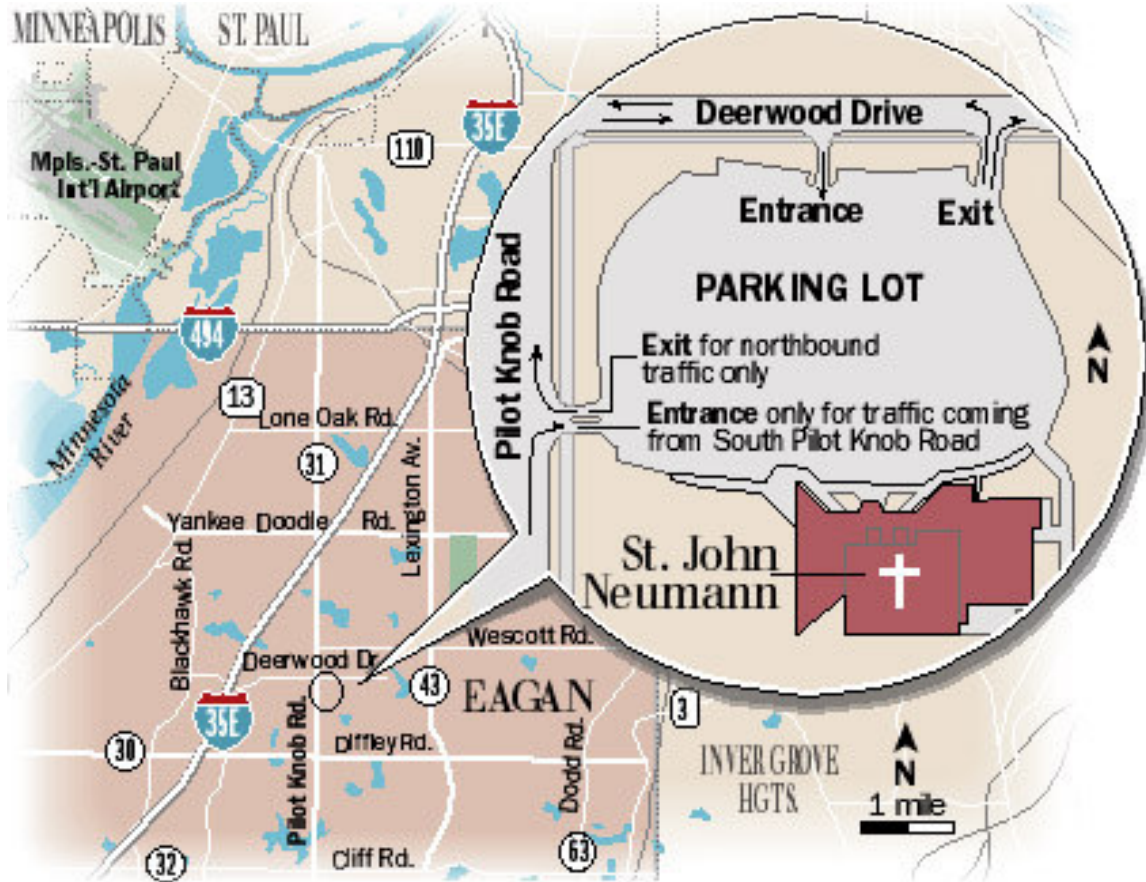 MINNEAPOLIS
ST. PAUL
35E
110
Mpls.-St. Paul
Int'l Airport
494
Minnesota
River
13
Lone Oak Rd.
31
Lexington Av.
Yankee Doodle Rd.
Blackhawk Rd.
Wescott Rd.
Deerwood Dr.
43
EAGAN
35E
Pilot Knob Rd.
30
Diffley Rd.
Dodd Rd.
3
INVER GROVE
HGTS.
N
1 mile
32
Cliff Rd.
63
Deerwood Drive
Entrance
Exit
Pilot Knob Road
PARKING LOT
N
Exit for northbound
traffic only
Entrance only for traffic coming
from South Pilot Knob Road
St. John
Neumann